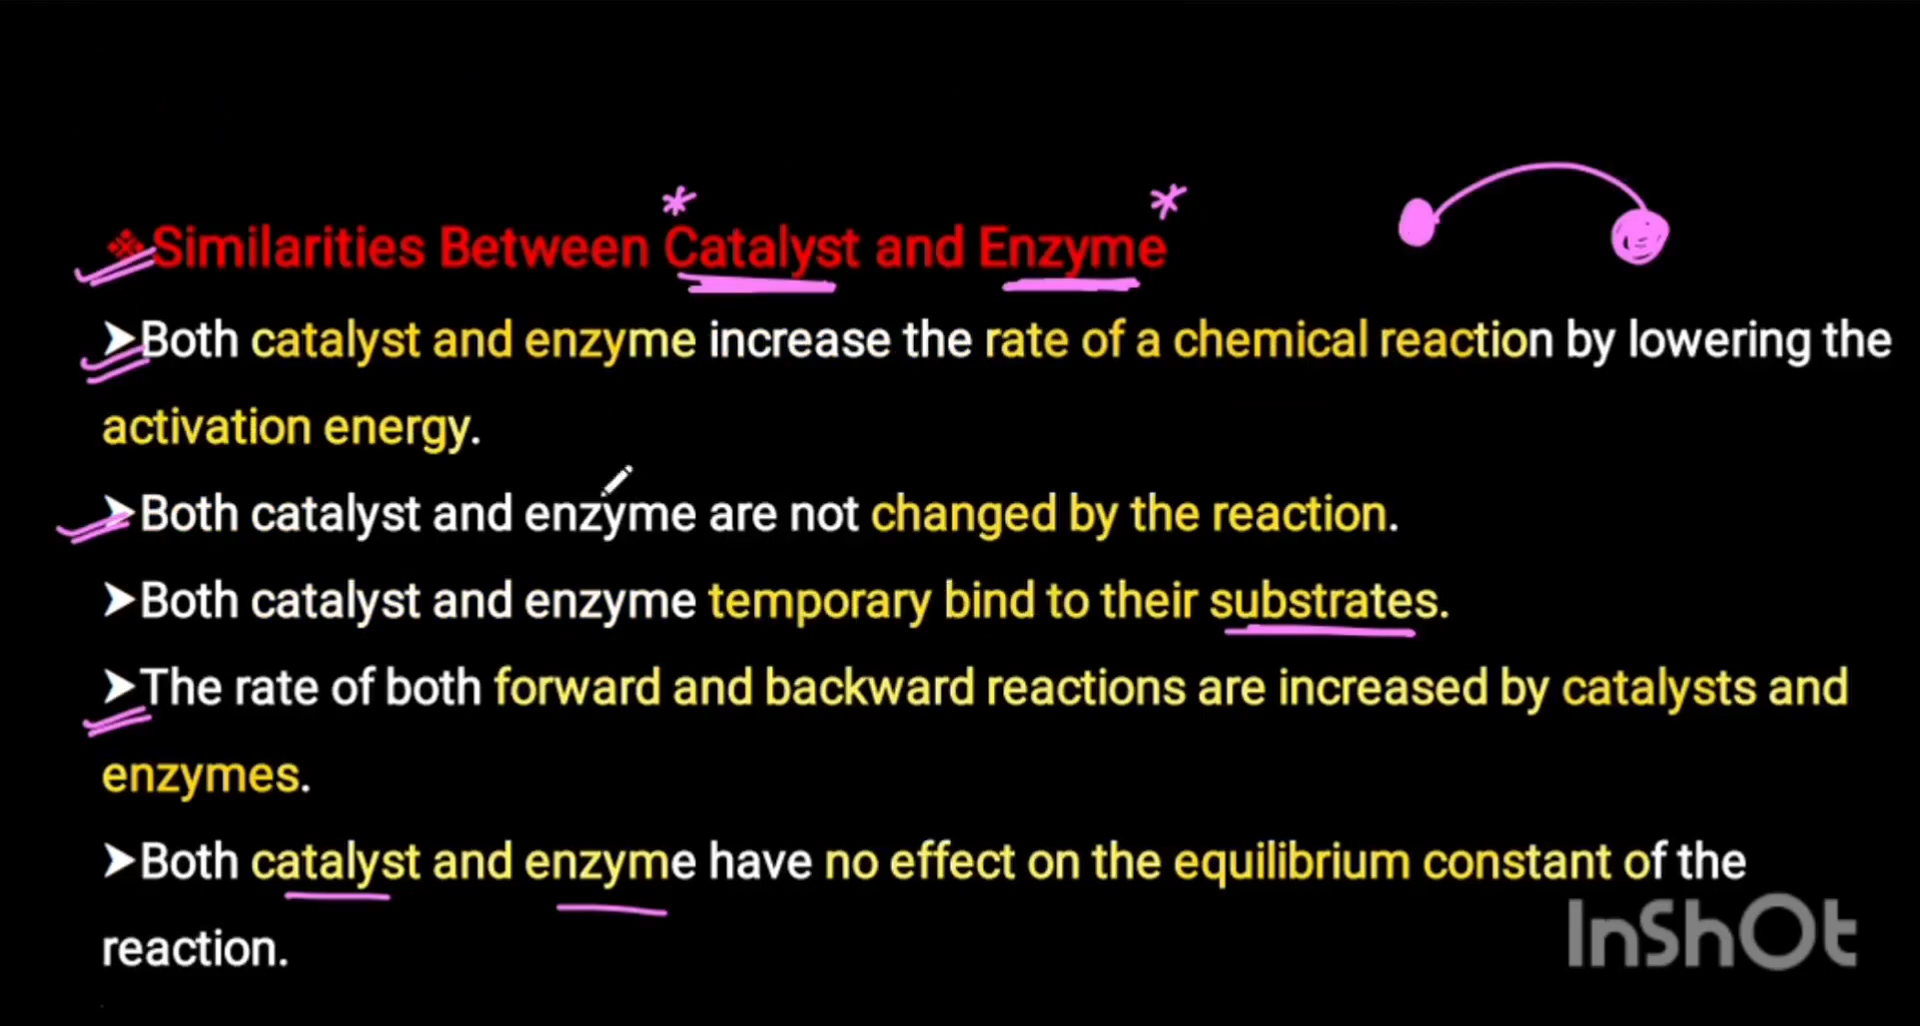 ※Similarities Between Catalyst and Enzyme
➤Both catalyst and enzyme increase the rate of a chemical reaction by lowering the
activation energy.
➤Both catalyst and enzyme are not changed by the reaction.
➤Both catalyst and enzyme temporary bind to their substrates.
➤The rate of both forward and backward reactions are increased by catalysts and
enzymes.
➤Both catalyst and enzyme have no effect on the equilibrium constant of the
reaction.
InShOt